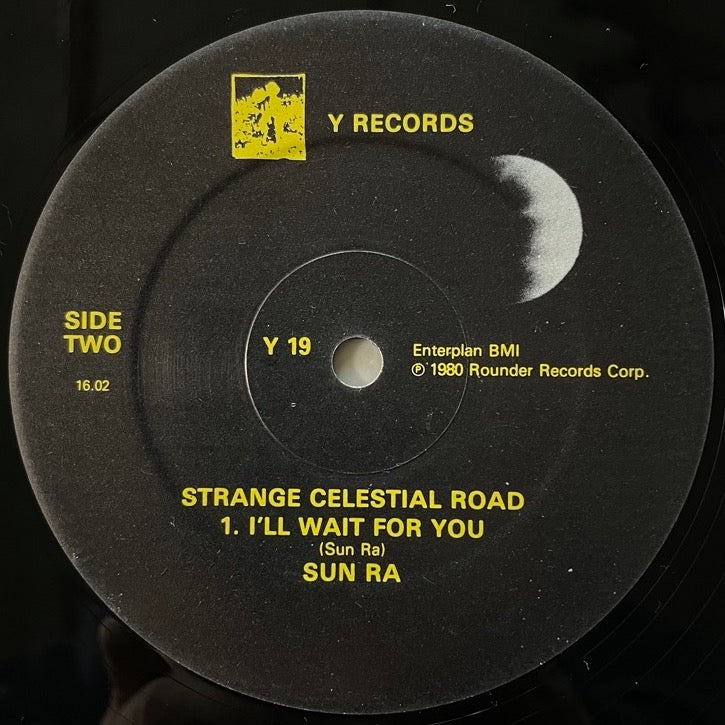 Y RECORDS
SIDE
TWO
16.02
Y 19
Enterplan BMI
℗ 1980 Rounder Records Corp.
STRANGE CELESTIAL ROAD
1. I'LL WAIT FOR YOU
(Sun Ra)
SUN RA